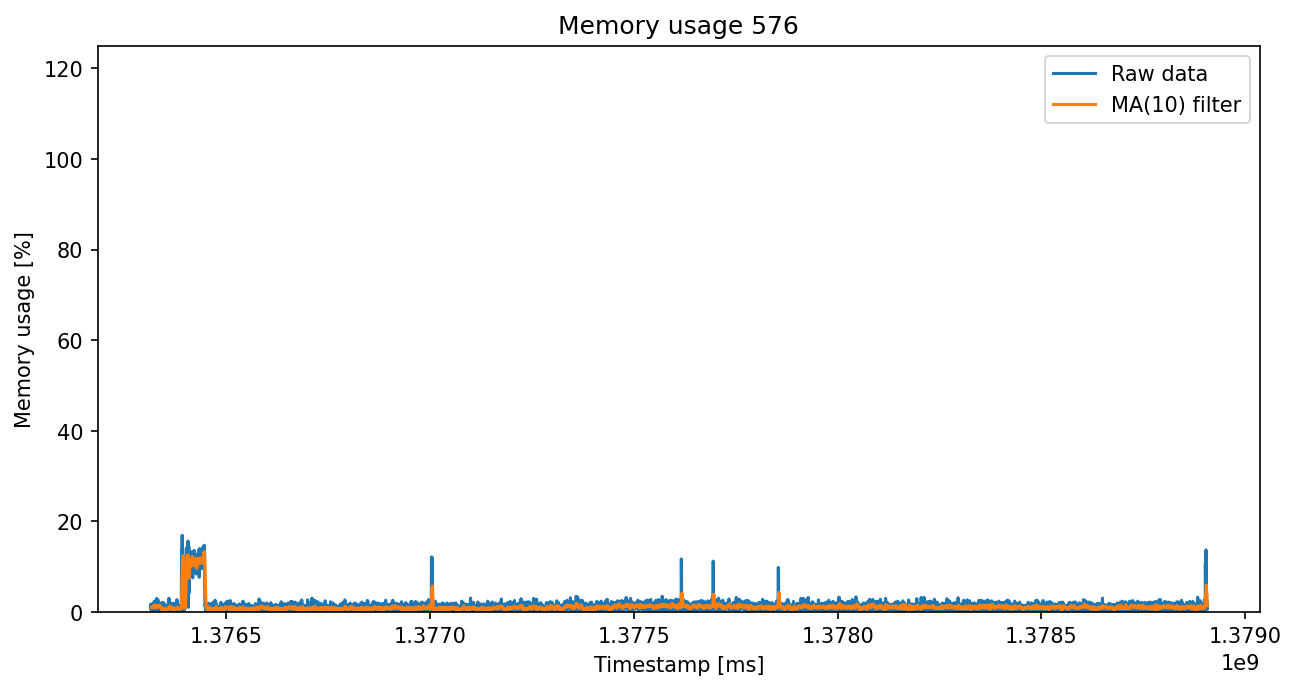 Memory usage 576
Raw data
MA(10) filter
Memory usage [%]
120
100
80
60
40
20
0
1.3765 1.3770 1.3775 1.3780 1.3785 1.3790
1e9
Timestamp [ms]